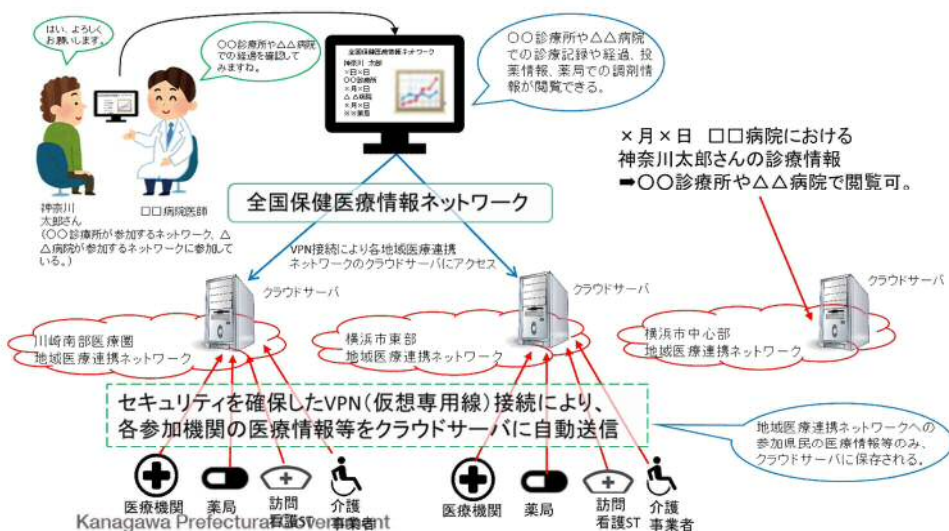 はい、よろしく
お願いします。
〇〇診療所や△△病院
での経過を確認して
みますね。
全国保健医療情報ネットワーク
神奈川 太郎
×日×日
〇〇診療所
×月×日
△△病院
×月×日
※×薬局
〇〇診療所や△△病院
での診療記録や経過、投
薬情報、薬局での調剤情
報が閲覧できる。
×月×日 □□病院における
神奈川太郎さんの診療情報
➡〇〇診療所や△△病院で閲覧可。
神奈川
太郎さん
□□病院医師
(〇〇診療所が参加するネットワーク、△
△病院が参加するネットワークに参加して
いる。)
全国保健医療情報ネットワーク
VPN接続により各地域医療連携
ネットワークのクラウドサーバにアクセス
クラウドサーバ
クラウドサーバ
クラウドサーバ
川崎南部医療圏
地域医療連携ネットワーク
横浜市東部
地域医療連携ネットワーク
横浜市中心部
地域医療連携ネットワーク
セキュリティを確保したVPN(仮想専用線)接続により、
各参加機関の医療情報等をクラウドサーバに自動送信
地域医療連携ネットワークへの
参加県民の医療情報等のみ、
クラウドサーバに保存される。
医療機関
薬局
訪問
看護ST
介護
事業者
医療機関
薬局
訪問
看護ST
介護
事業者
Kanagawa Prefectural Government